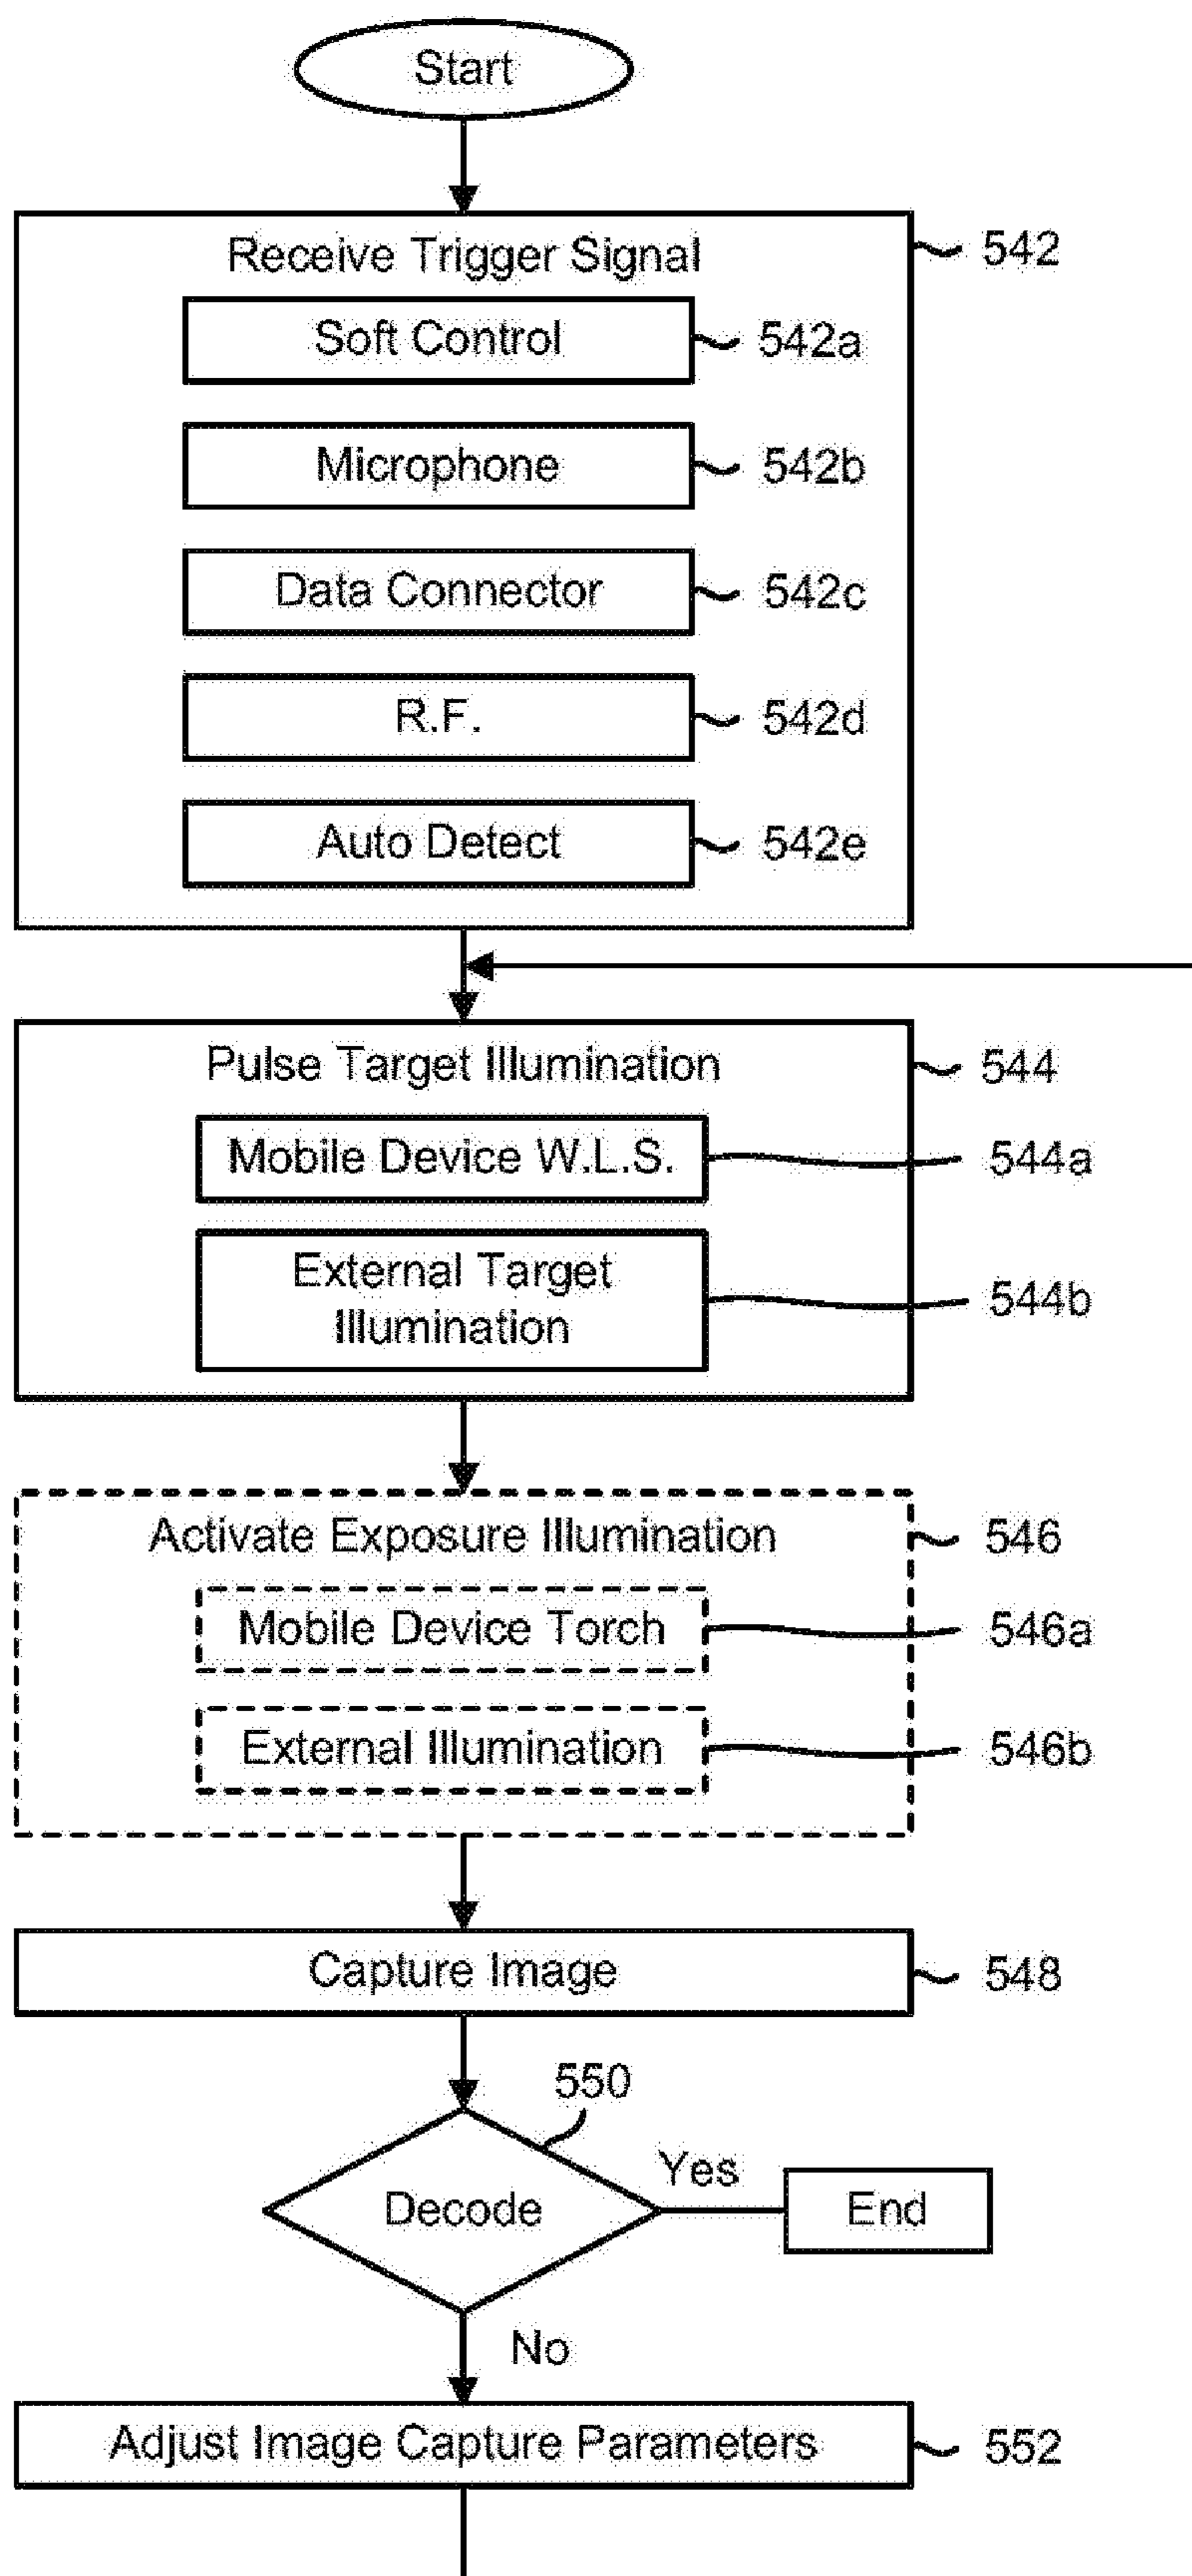 Start
Receive Trigger Signal
542
Soft Control
542a
Microphone
542b
Data Connector
542c
R.F.
542d
Auto Detect
542e
Pulse Target Illumination
544
Mobile Device W.L.S.
544a
External Target
Illumination
544b
Activate Exposure Illumination
546
Mobile Device Torch
546a
External Illumination
546b
Capture Image
548
550
Decode
Yes
End
No
Adjust Image Capture Parameters
552